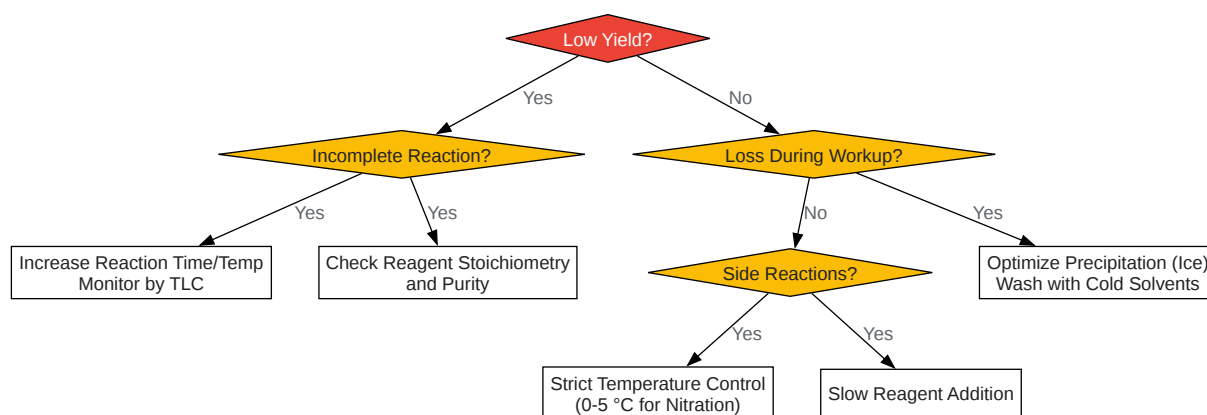 Low Yield?
Yes
No
Incomplete Reaction?
Loss During Workup?
Yes
Yes
No
Yes
Increase Reaction Time/Temp
Monitor by TLC
Check Reagent Stoichiometry
and Purity
Side Reactions?
Optimize Precipitation (Ice)
Wash with Cold Solvents
Yes
Yes
Strict Temperature Control
(0-5 °C for Nitration)
Slow Reagent Addition